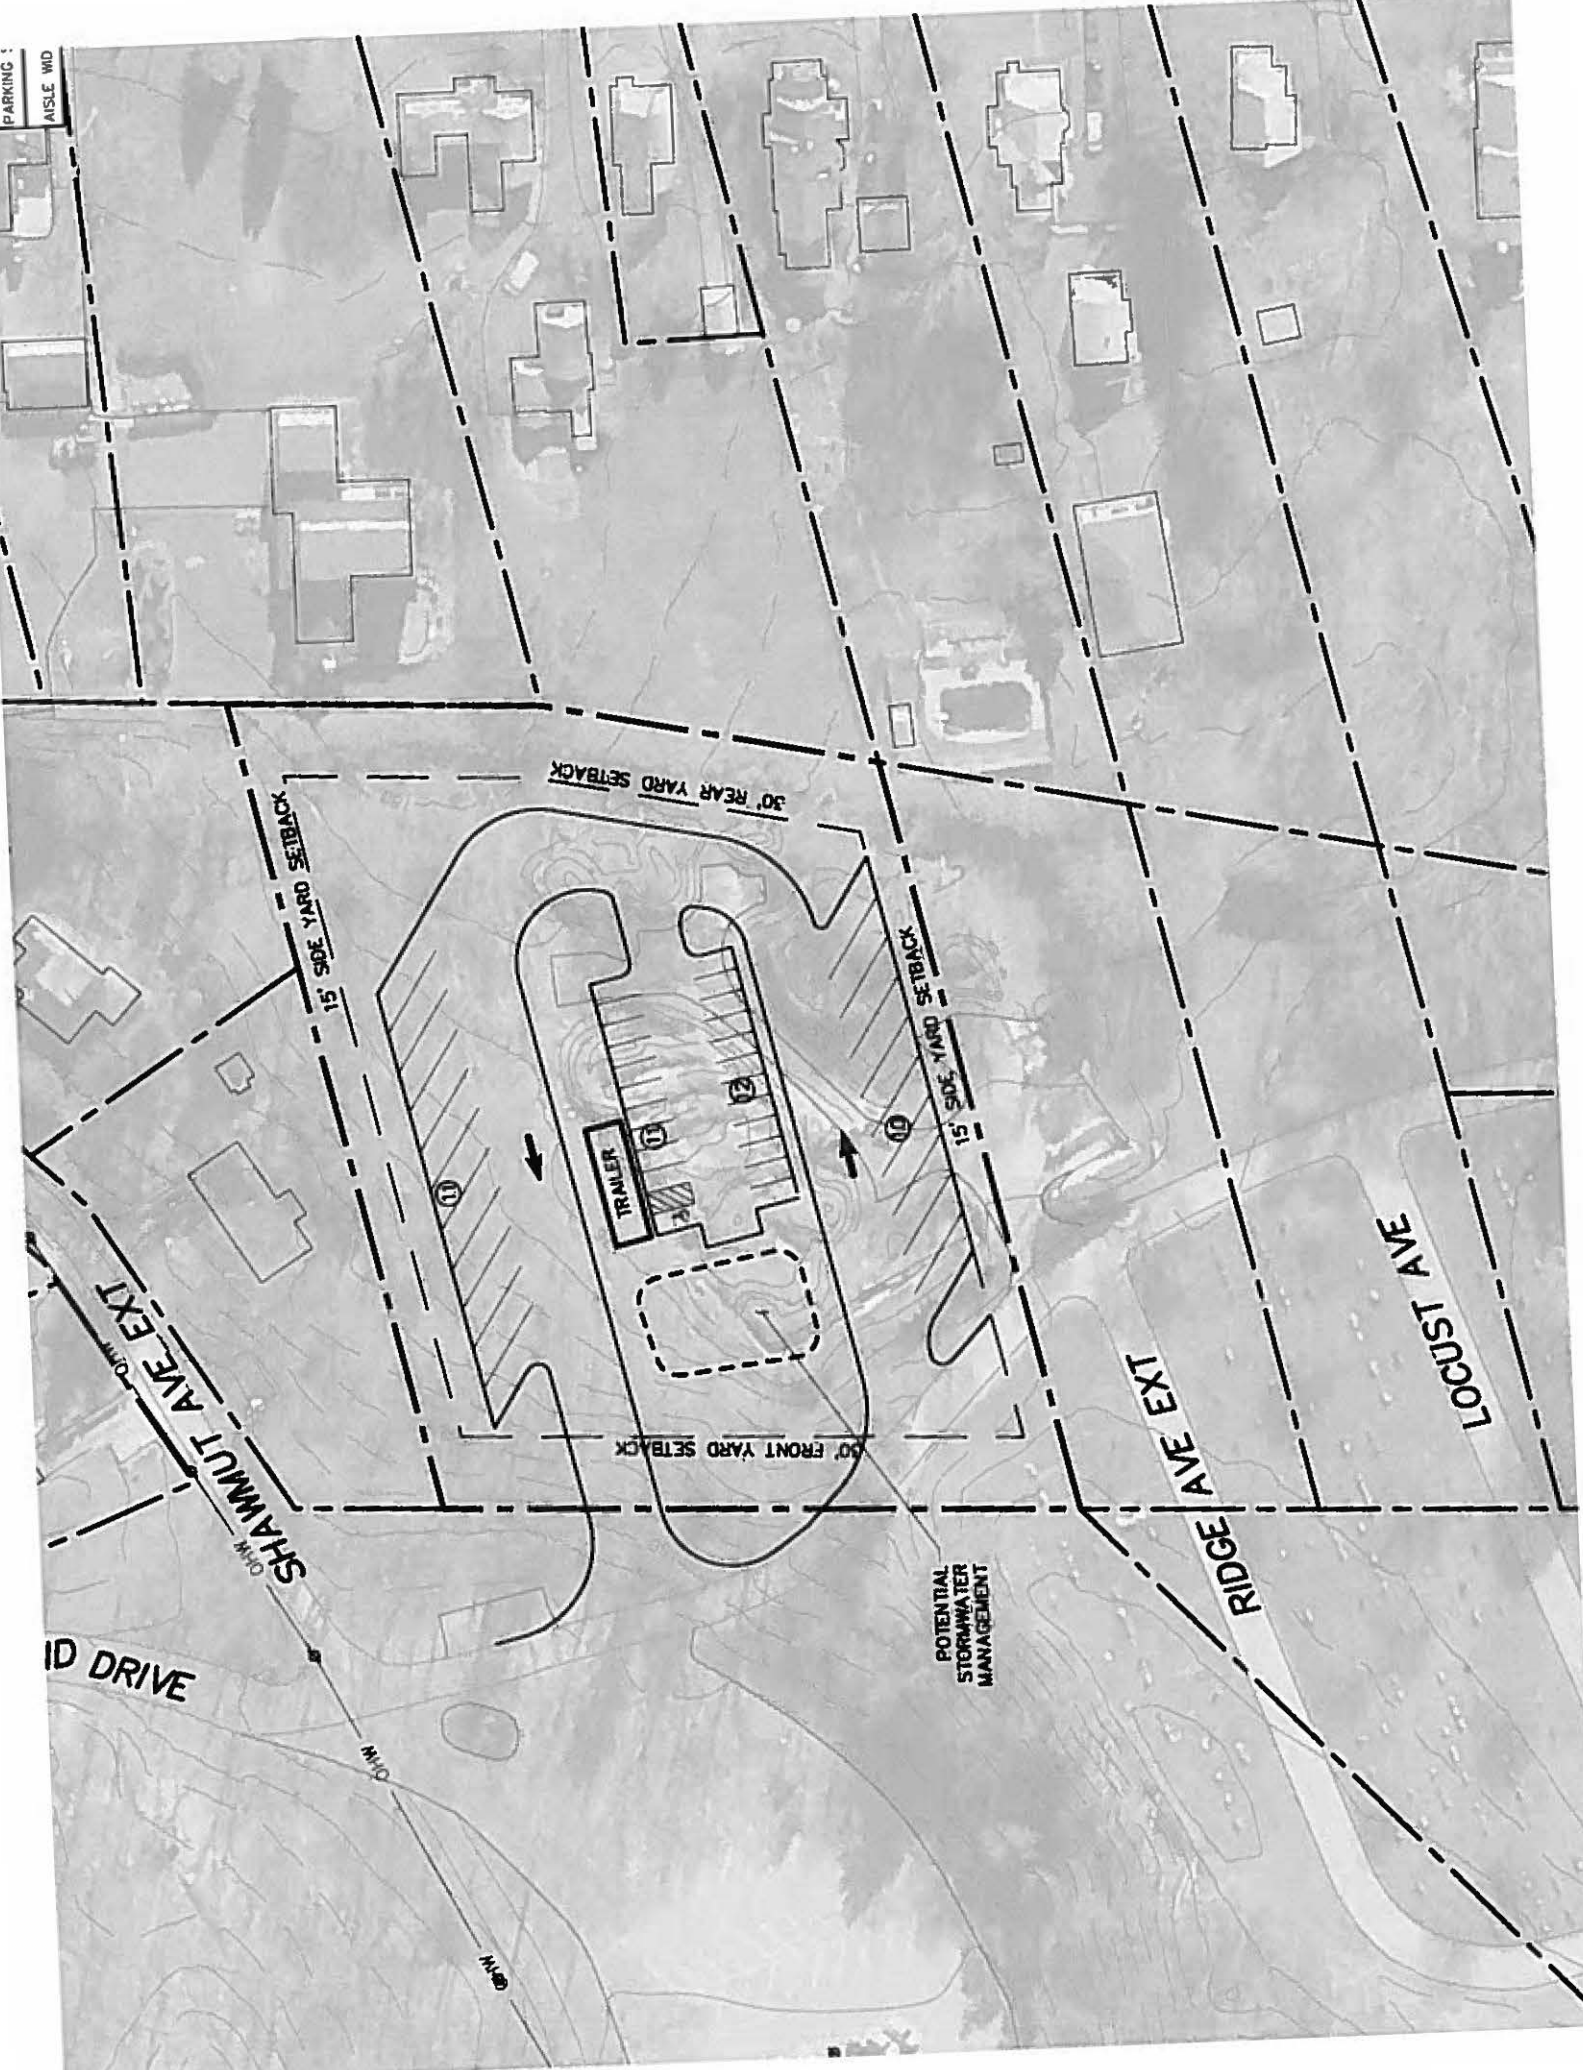 PARKING
AISLE WID
30' REAR YARD SETBACK
15' SIDE YARD SETBACK
15' SIDE YARD SETBACK
TRAILER
11
11
12
10
30' FRONT YARD SETBACK
POTENTIAL
STORMWATER
MANAGEMENT
SHAWMUT AVE EXT
OHW
OHW
OHW
OHW
ID DRIVE
RIDGE AVE EXT
LOCUST AVE